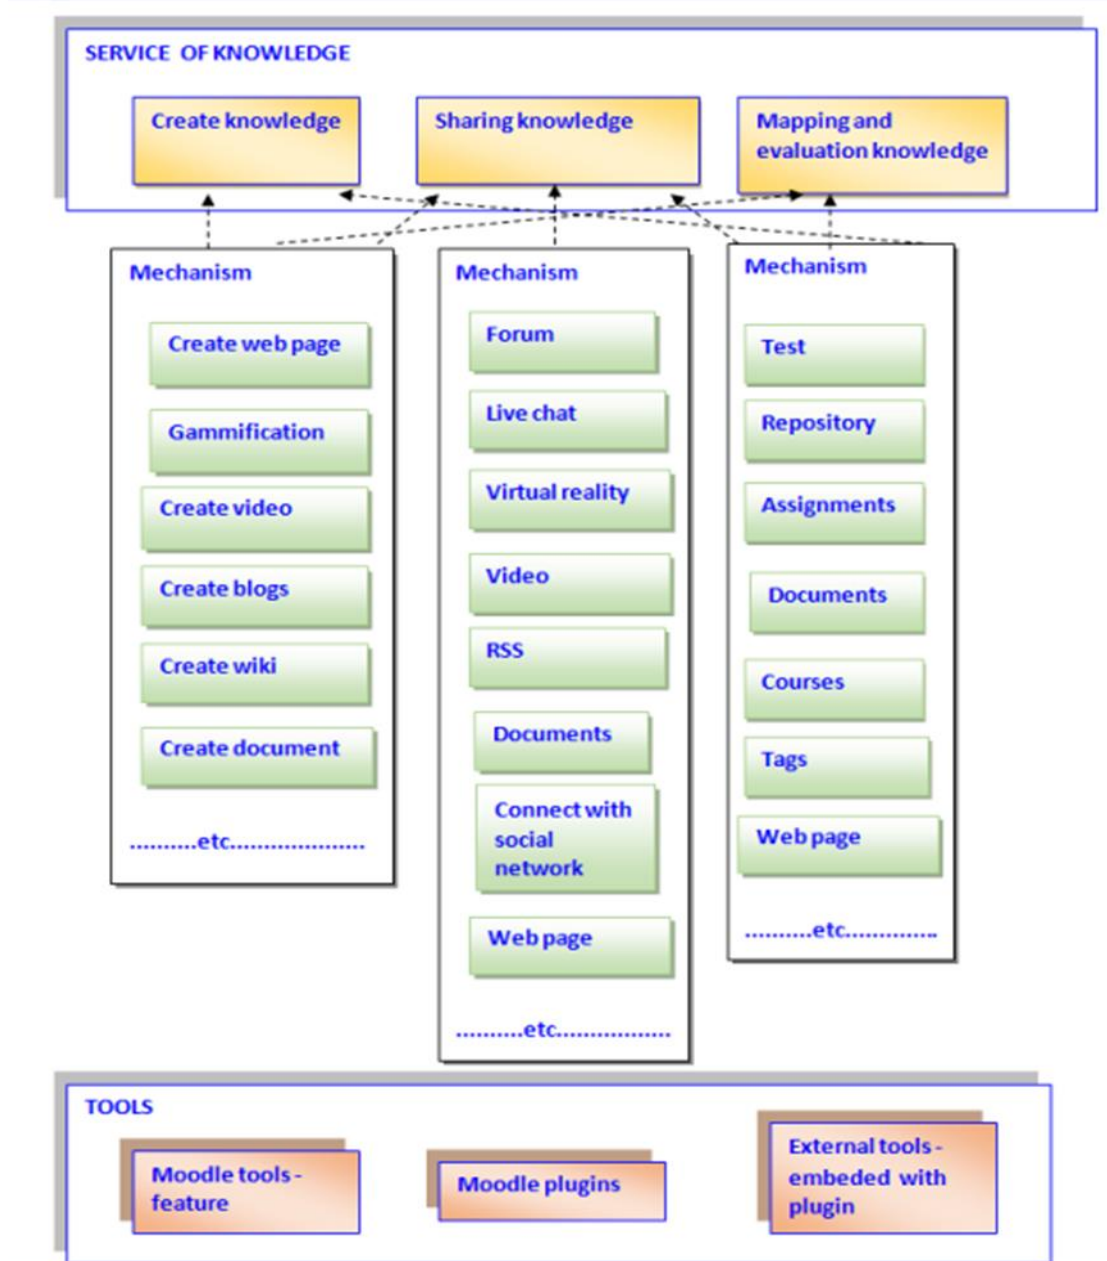 SERVICE OF KNOWLEDGE
Create knowledge
Sharing knowledge
Mapping and
evaluation knowledge
Mechanism
Create web page
Gammification
Create video
Create blogs
Create wiki
Create document
..........etc....................
Mechanism
Forum
Live chat
Virtual reality
Video
RSS
Documents
Connect with
social
network
Web page
..........etc.................
Mechanism
Test
Repository
Assignments
Documents
Courses
Tags
Web page
..........etc..............
TOOLS
Moodle tools -
feature
Moodle plugins
External tools -
embeded with
plugin